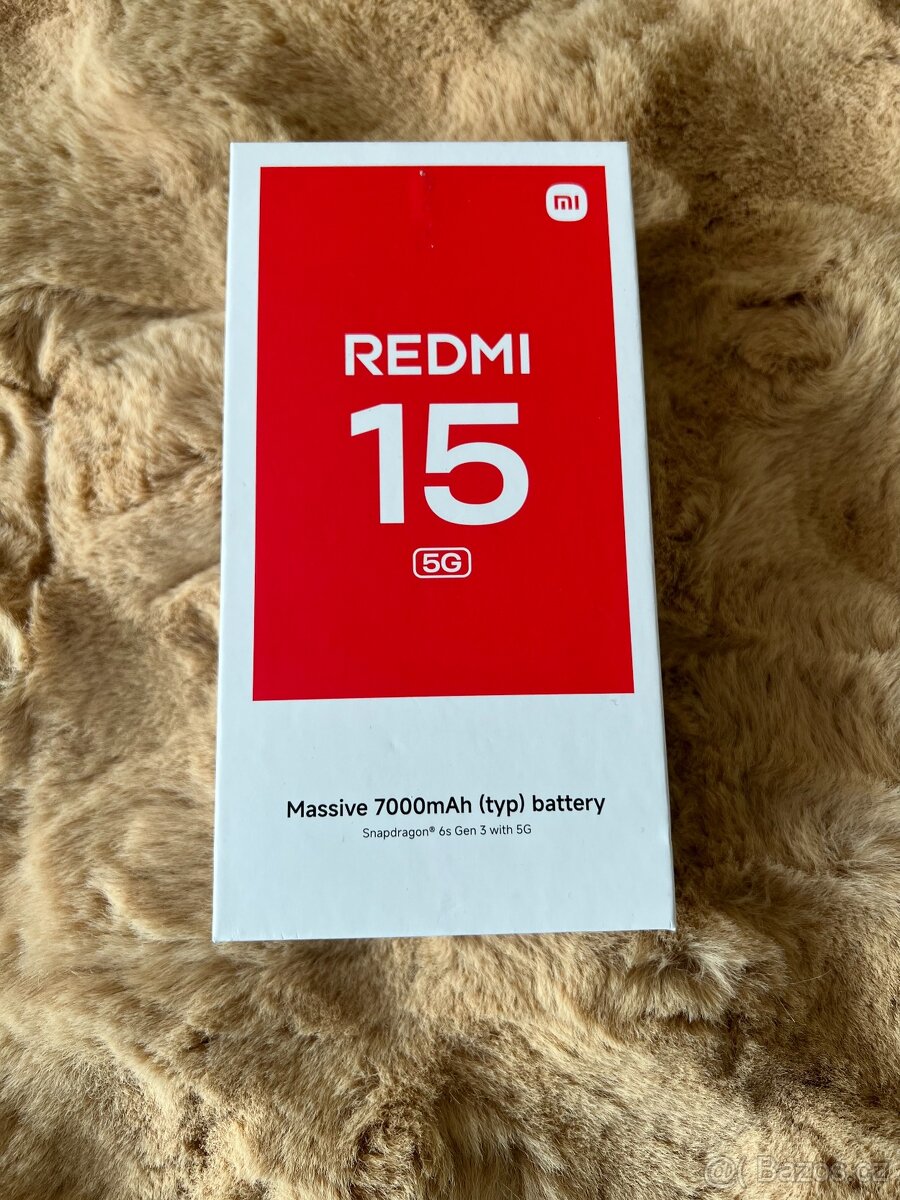 mi
REDMI
15
5G
Massive 7000mAh (typ) battery
Snapdragon® 6s Gen 3 with 5G
@ Bazos.cz